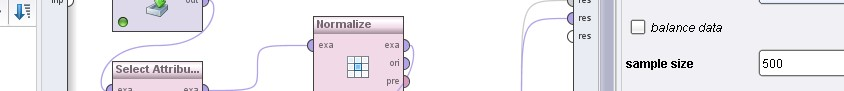 inp
out
res
Normalize
res
balance data
exa
exa
res
ori
Select Attribu...
sample size
500
pre
exa
exa